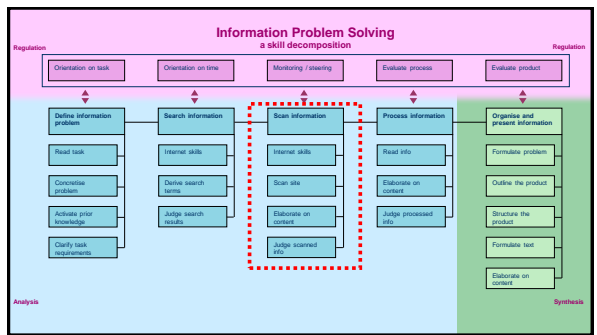 Information Problem Solving
a skill decomposition
Regulation
Regulation
Orientation on task
Orientation on time
Monitoring / steering
Evaluate process
Evaluate product
Define information
problem
Read task
Concretise
problem
Activate prior
knowledge
Clarify task
requirements
Search information
Internet skills
Derive search
terms
Judge search
results
Scan information
Internet skills
Scan site
Elaborate on
content
Judge scanned
info
Process information
Read info
Elaborate on
content
Judge processed
info
Organise and
present information
Formulate problem
Outline the product
Structure the
product
Formulate text
Elaborate on
content
Analysis
Synthesis